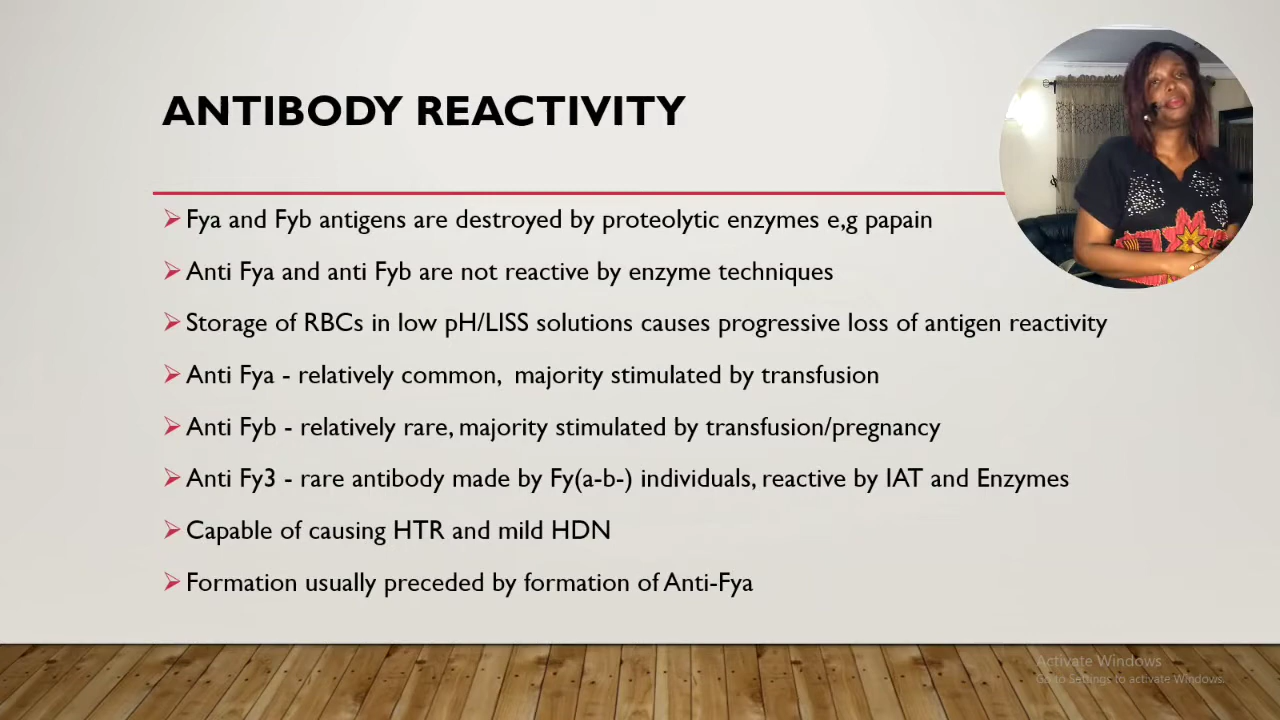 ANTIBODY REACTIVITY
Fya and Fyb antigens are destroyed by proteolytic enzymes e,g papain
Anti Fya and anti Fyb are not reactive by enzyme techniques
Storage of RBCs in low pH/LISS solutions causes progressive loss of antigen reactivity
Anti Fya - relatively common, majority stimulated by transfusion
Anti Fyb - relatively rare, majority stimulated by transfusion/pregnancy
Anti Fy3 - rare antibody made by Fy(a-b-) individuals, reactive by IAT and Enzymes
Capable of causing HTR and mild HDN
Formation usually preceded by formation of Anti-Fya
Activate Windows
Go to Settings to activate Windows.